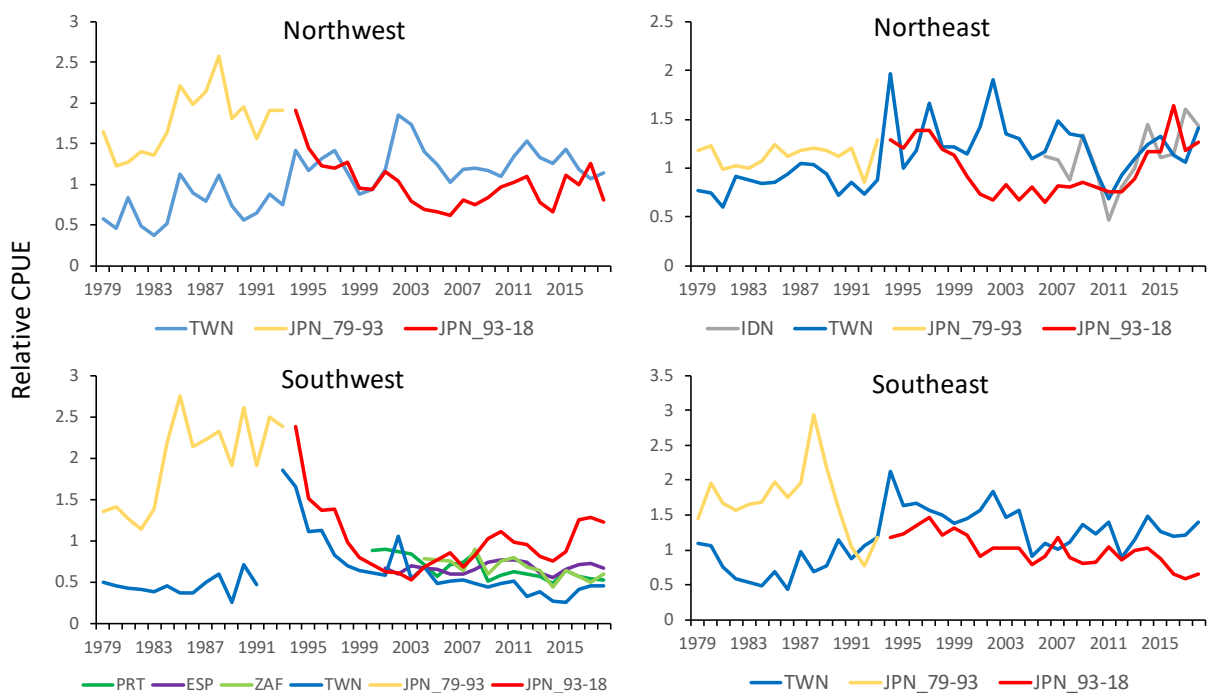 Relative CPUE
Northwest
3
2.5
2
1.5
1
0.5
0
1979 1983 1987 1991 1995 1999 2003 2007 2011 2015
TWN JPN_79-93 JPN_93-18
Northeast
2.5
2
1.5
1
0.5
0
1979 1983 1987 1991 1995 1999 2003 2007 2011 2015
IDN TWN JPN_79-93 JPN_93-18
Southwest
3
2.5
2
1.5
1
0.5
0
1979 1983 1987 1991 1995 1999 2003 2007 2011 2015
PRT ESP ZAF TWN JPN_79-93 JPN_93-18
Southeast
3.5
3
2.5
2
1.5
1
0.5
0
1979 1983 1987 1991 1995 1999 2003 2007 2011 2015
TWN JPN_79-93 JPN_93-18